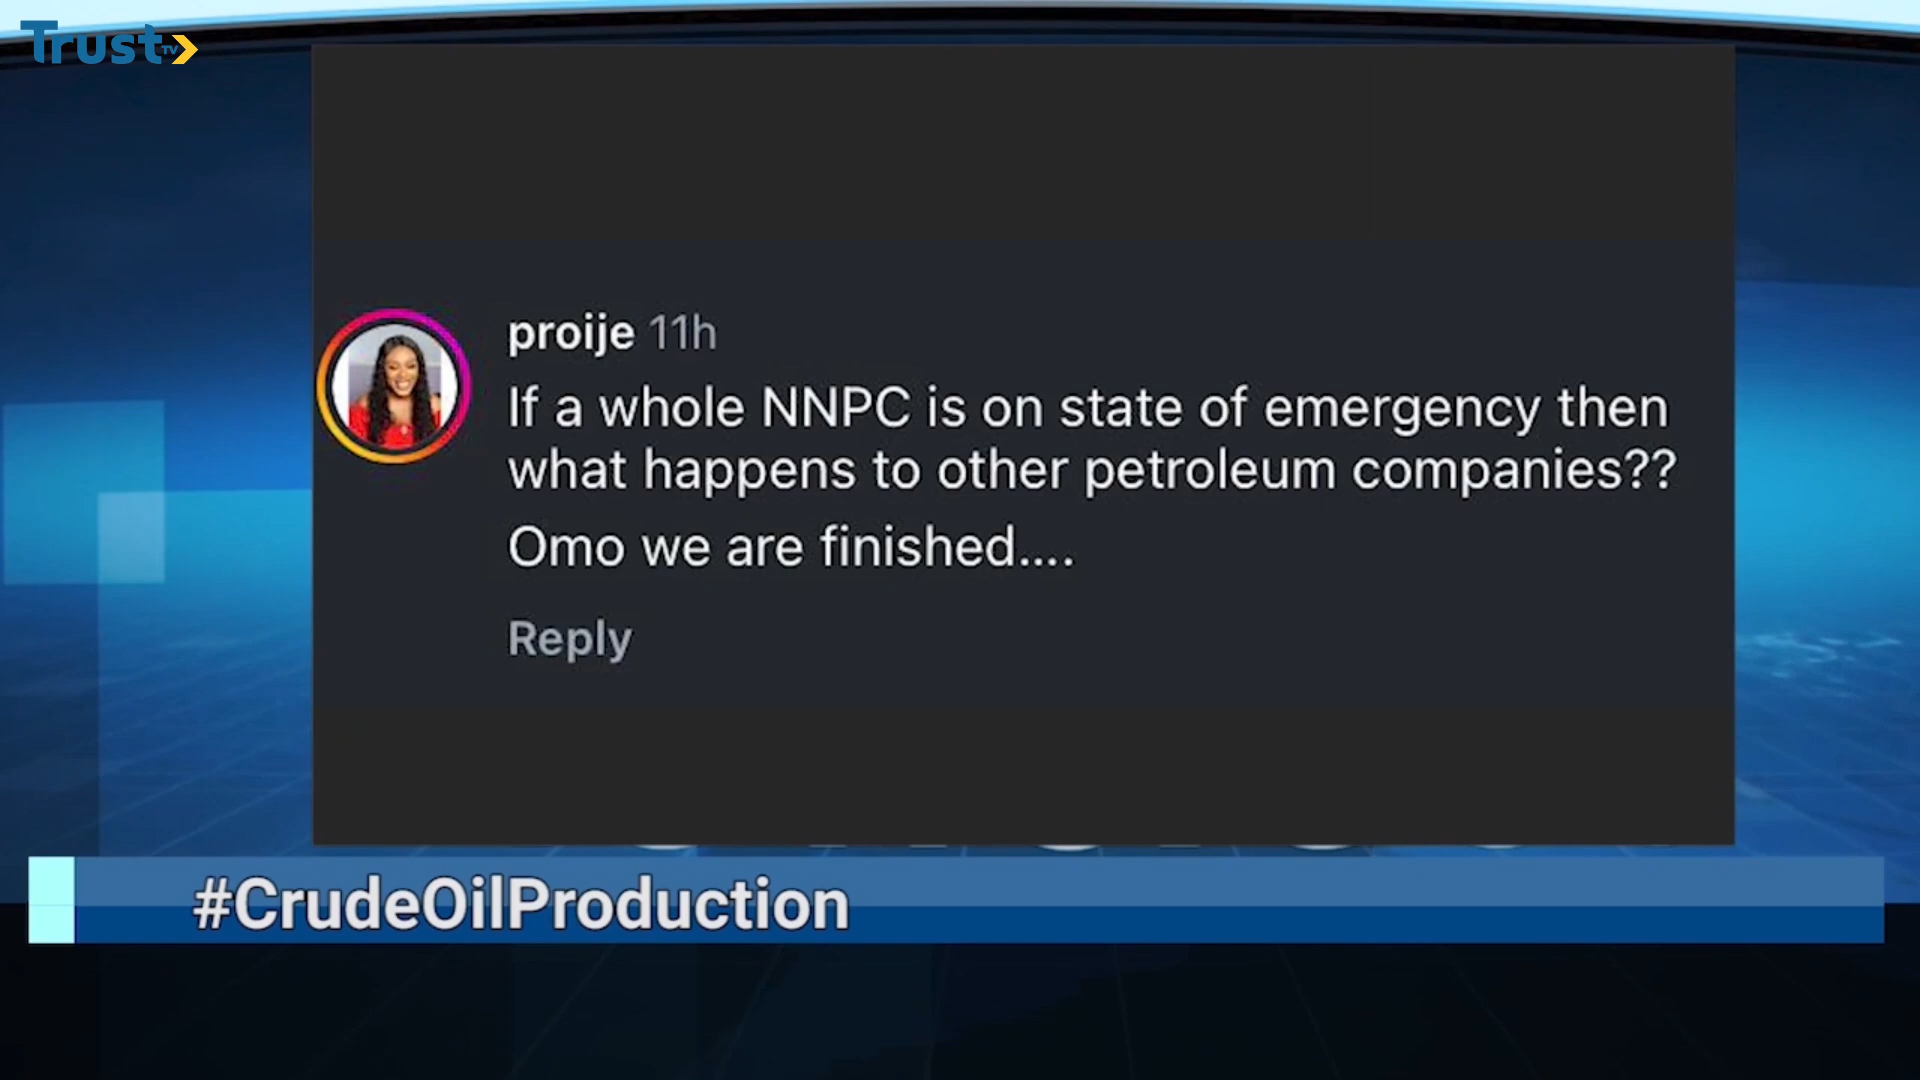 Trust TV
proije 11h
If a whole NNPC is on state of emergency then
what happens to other petroleum companies??
Omo we are finished....
Reply
#CrudeOilProduction